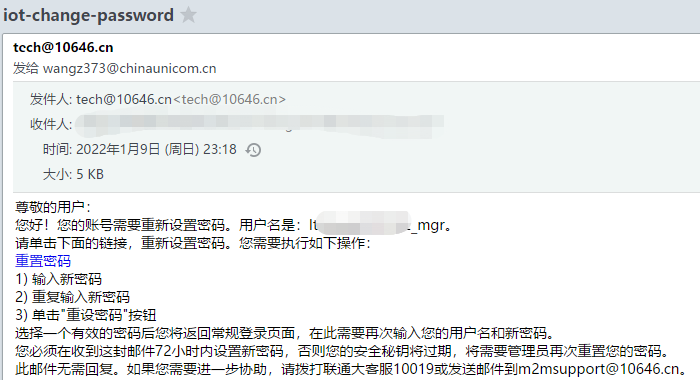 iot-change-password
tech@10646.cn
发给 wangz373@chinaunicom.cn
发件人: tech@10646.cn<tech@10646.cn>
收件人:
时间: 2022年1月9日 (周日) 23:18
大小: 5 KB
尊敬的用户:
您好！您的账号需要重新设置密码。用户名是: lt _mgr。
请单击下面的链接，重新设置密码。您需要执行如下操作:
重置密码
1) 输入新密码
2) 重复输入新密码
3) 单击"重设密码"按钮
选择一个有效的密码后您将返回常规登录页面，在此需要再次输入您的用户名和新密码。
您必须在收到这封邮件72小时内设置新密码，否则您的安全秘钥将过期，将需要管理员再次重置您的密码。
此邮件无需回复。如果您需要进一步协助，请拨打联通大客服10019或发送邮件到m2msupport@10646.cn。